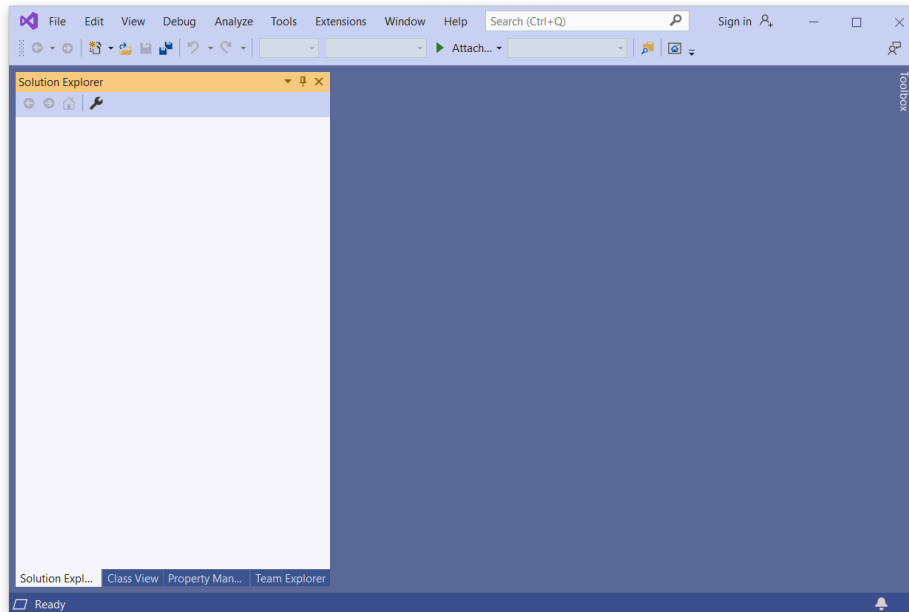 File Edit View Debug Analyze Tools Extensions Window Help Search (Ctrl+Q) Sign in
Attach...
Solution Explorer
Toolbox
Solution Expl... Class View Property Man... Team Explorer
Ready